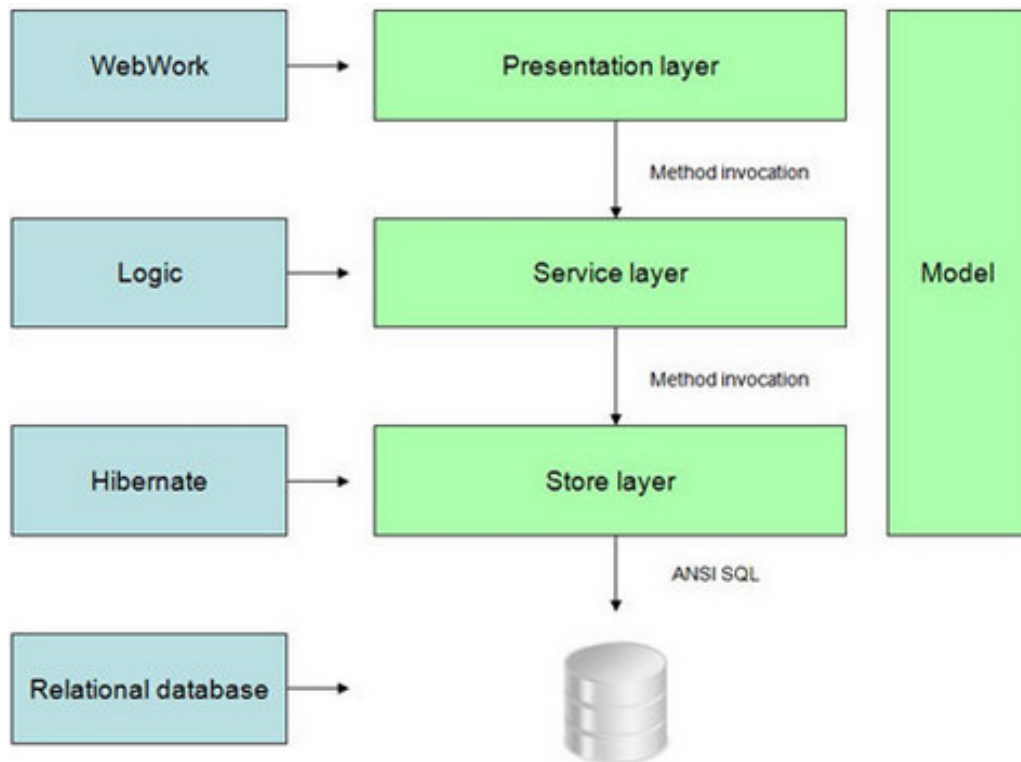 WebWork
Presentation layer
Method invocation
Logic
Service layer
Model
Method invocation
Hibernate
Store layer
ANSI SQL
Relational database